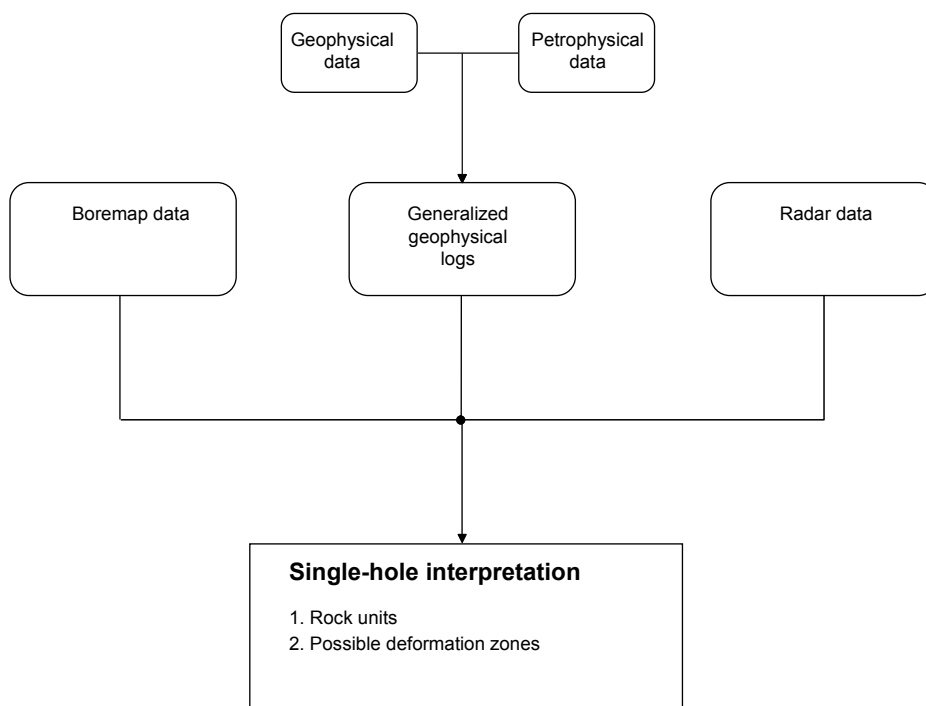 Geophysical
data
Petrophysical
data
Boremap data
Generalized
geophysical
logs
Radar data
Single-hole interpretation
1. Rock units
2. Possible deformation zones